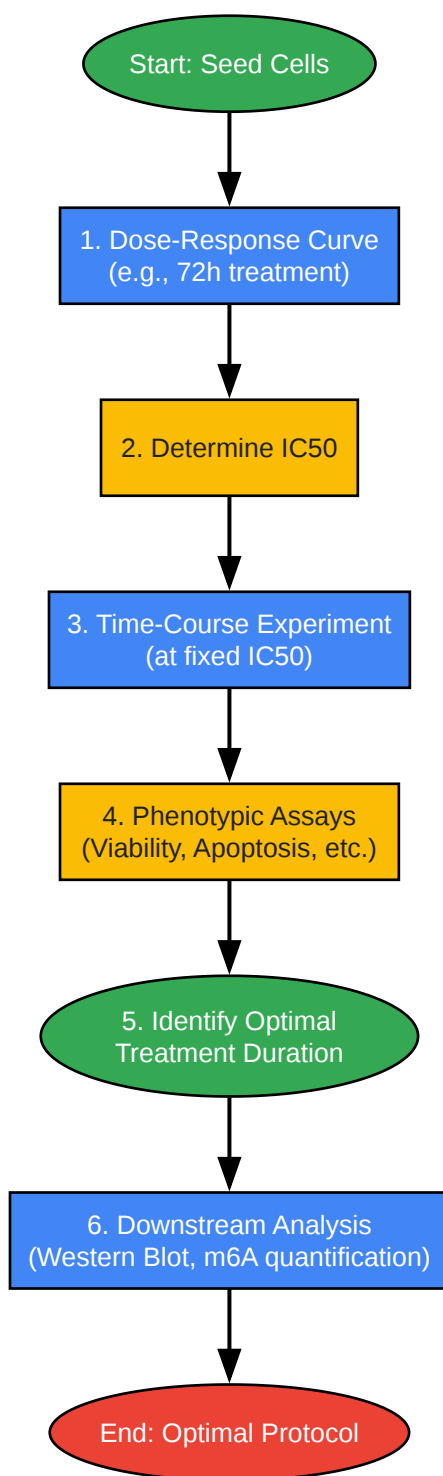 Start: Seed Cells
1. Dose-Response Curve
(e.g., 72h treatment)
2. Determine IC50
3. Time-Course Experiment
(at fixed IC50)
4. Phenotypic Assays
(Viability, Apoptosis, etc.)
5. Identify Optimal
Treatment Duration
6. Downstream Analysis
(Western Blot, m6A quantification)
End: Optimal Protocol